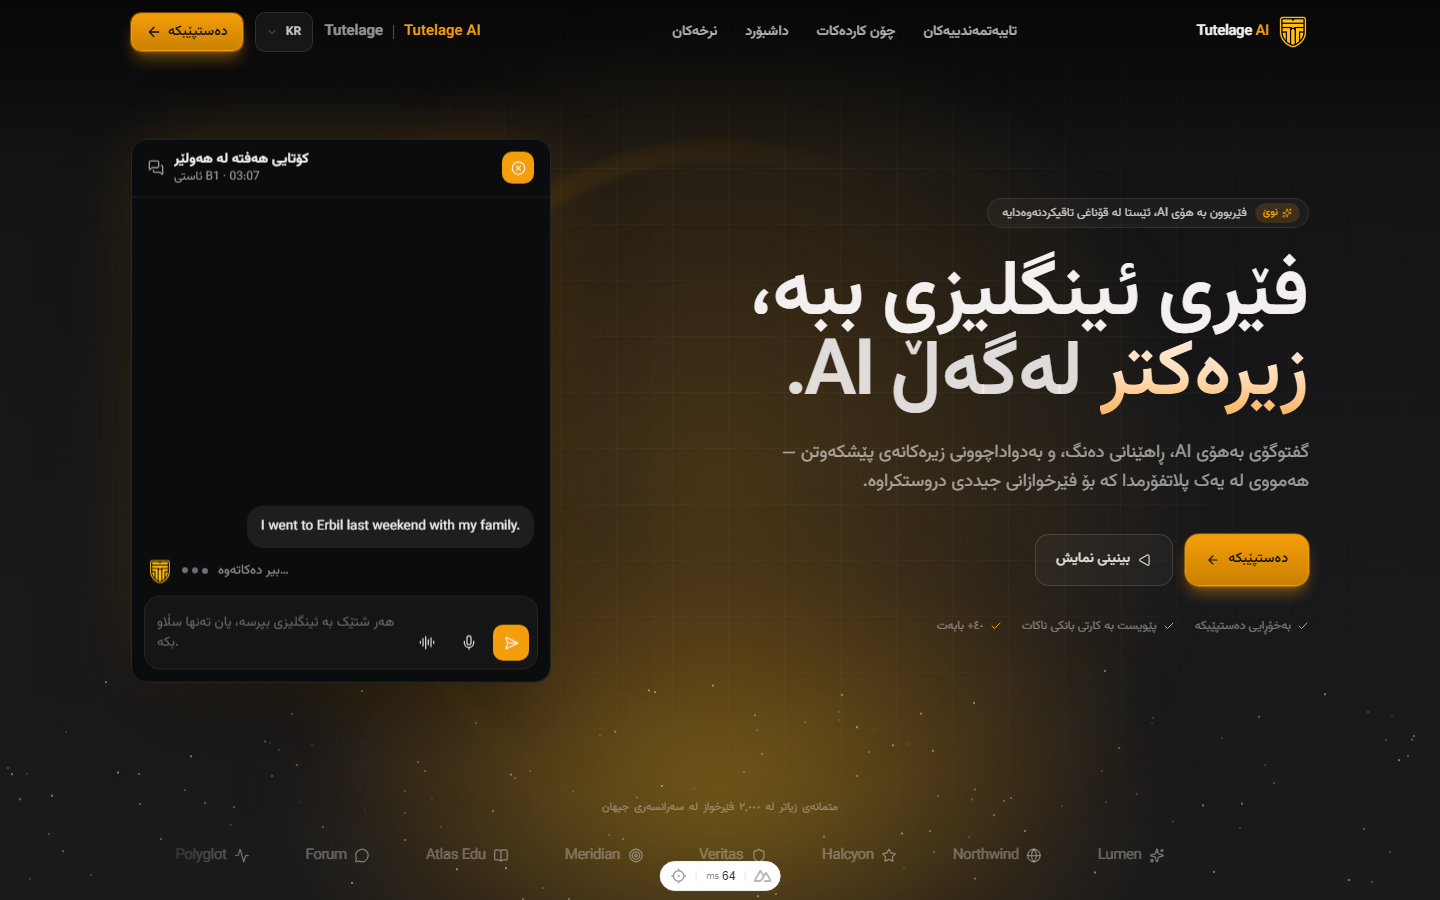 Tutelage AI
تایبەتمەندییەکان
چۆن کاردەکات
داشبۆرد
نرخەکان
Tutelage | Tutelage AI
KR
دەستپێبکە
نوێ
فێربوون بە هۆی AI، ئێستا لە قۆناغی تاقیکردنەوەدایە
فێری ئینگلیزی ببە،
زیرەکتر لەگەڵ AI.
گفتوگۆی بەهۆی AI، ڕاهێنانی دەنگ، و بەدواداچوونی زیرەکانەی پێشکەوتن —
هەمووی لە یەک پلاتفۆرمدا کە بۆ فێرخوازانی جیددی دروستکراوە.
دەستپێبکە
بینینی نمایش
بەخۆڕایی دەستپێبکە
پێویست بە کارتی بانکی ناکات
٤٠+ بابەت
کۆتایی هەفتە لە هەولێر
ئاستی B1 · 03:07
I went to Erbil last weekend with my family.
بیر دەکاتەوە...
هەر شتێک بە ئینگلیزی بپرسە، یان تەنها سڵاو
بکە.
متمانەی زیاتر لە ٢,٠٠٠ فێرخواز لە سەرانسەری جیهان
Polyglot
Forum
Atlas Edu
Meridian
Veritas
Halcyon
Northwind
Lumen
64 ms